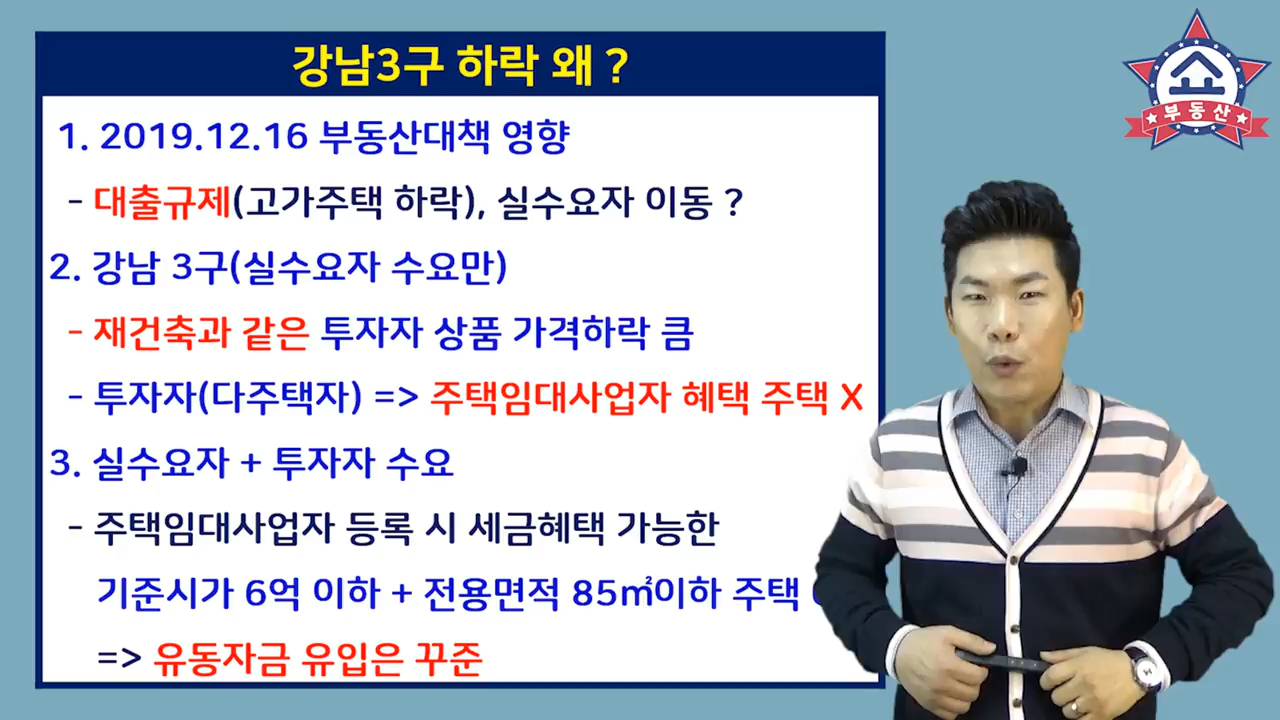 강남3구 하락 왜 ?
1. 2019.12.16 부동산대책 영향
- 대출규제(고가주택 하락), 실수요자 이동 ?
2. 강남 3구(실수요자 수요만)
- 재건축과 같은 투자자 상품 가격하락 큼
- 투자자(다주택자) => 주택임대사업자 혜택 주택 X
3. 실수요자 + 투자자 수요
- 주택임대사업자 등록 시 세금혜택 가능한
기준시가 6억 이하 + 전용면적 85㎡이하 주택
=> 유동자금 유입은 꾸준
부동산